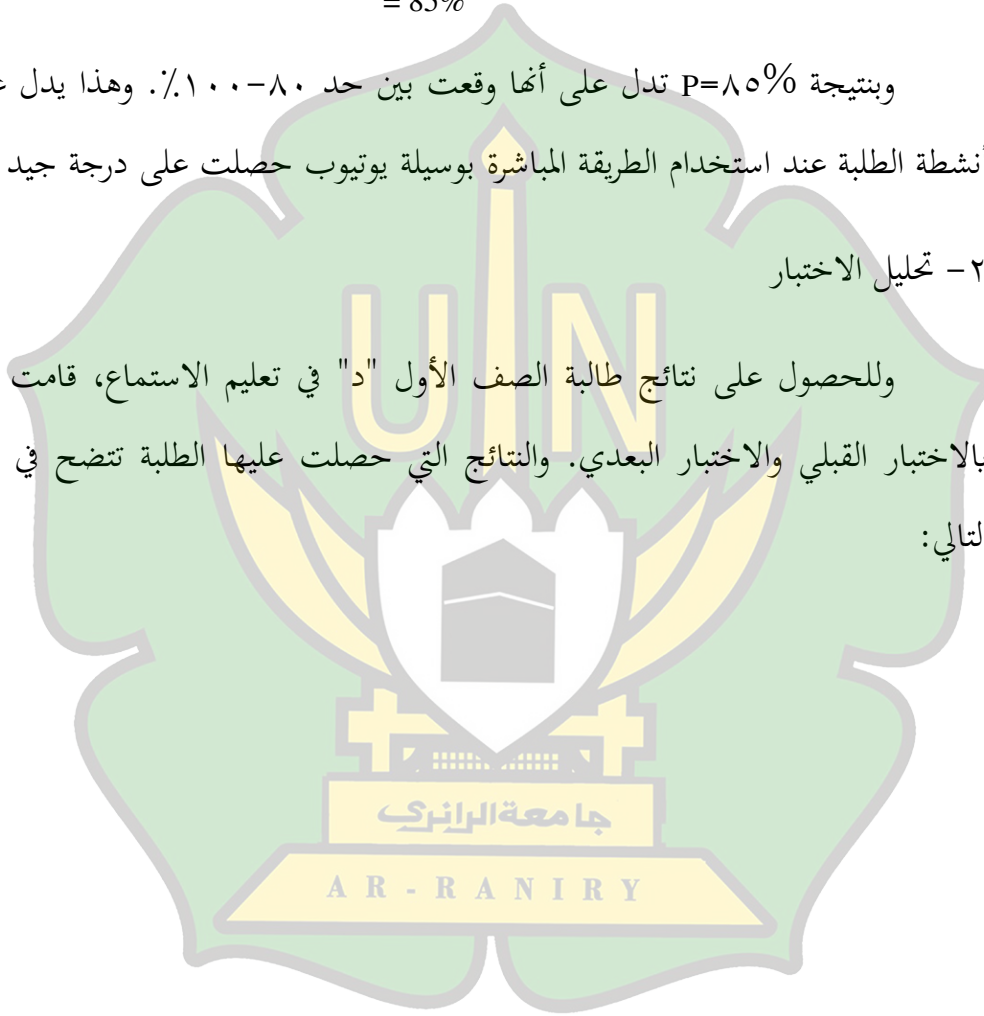 = 85%
وبنتيجة P=٨٥% تدل على أنها وقعت بين حد ٨٠-١٠٠٪. وهذا يدل
أنشطة الطلبة عند استخدام الطريقة المباشرة بوسيلة يوتيوب حصلت على درجة جيد
٢- تحليل الاختبار
وللحصول على نتائج طالبة الصف الأول "د" في تعليم الاستماع، قامت
بالاختبار القبلي والاختبار البعدي. والنتائج التي حصلت عليها الطلبة تتضح في
لتالي:
UIN
جامعة الرانري
AR-RANIRY